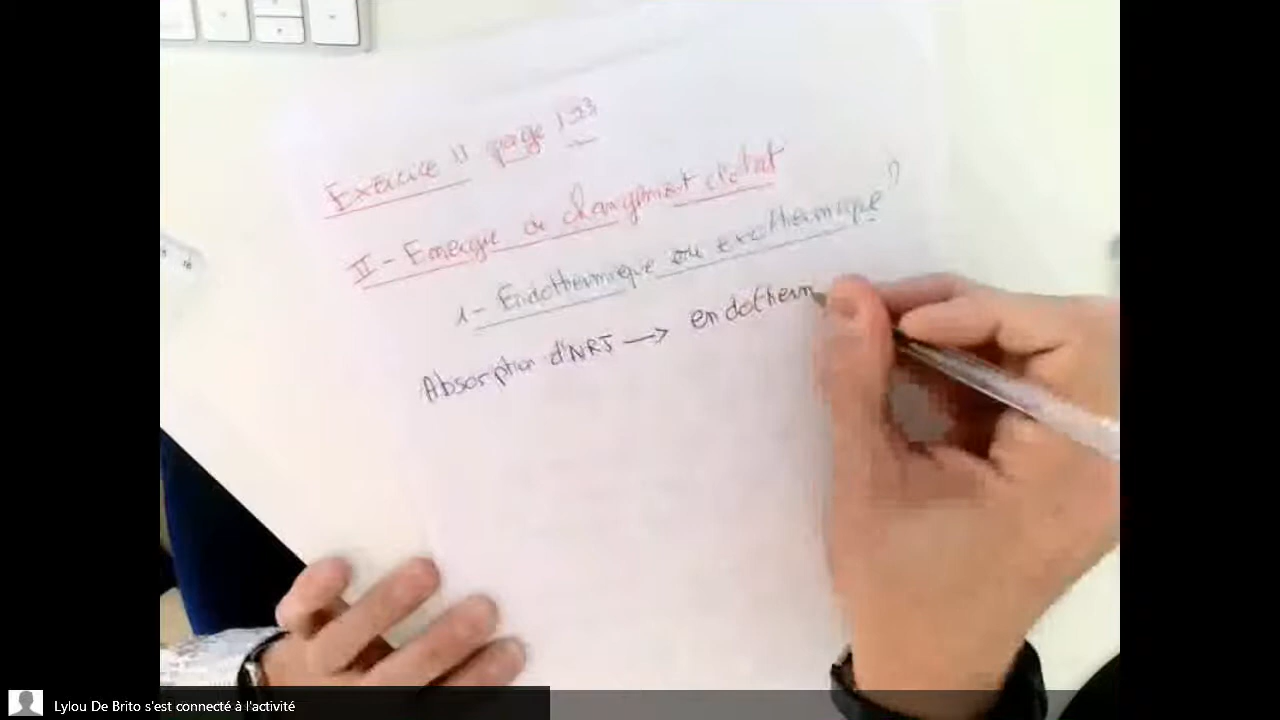 Exercice 11 page 123
II - Energie de changement d'état
1 - Endothermique ou exothermique ?
Absorption d'NRJ → endotherm
Lylou De Brito s'est connecté à l'activité